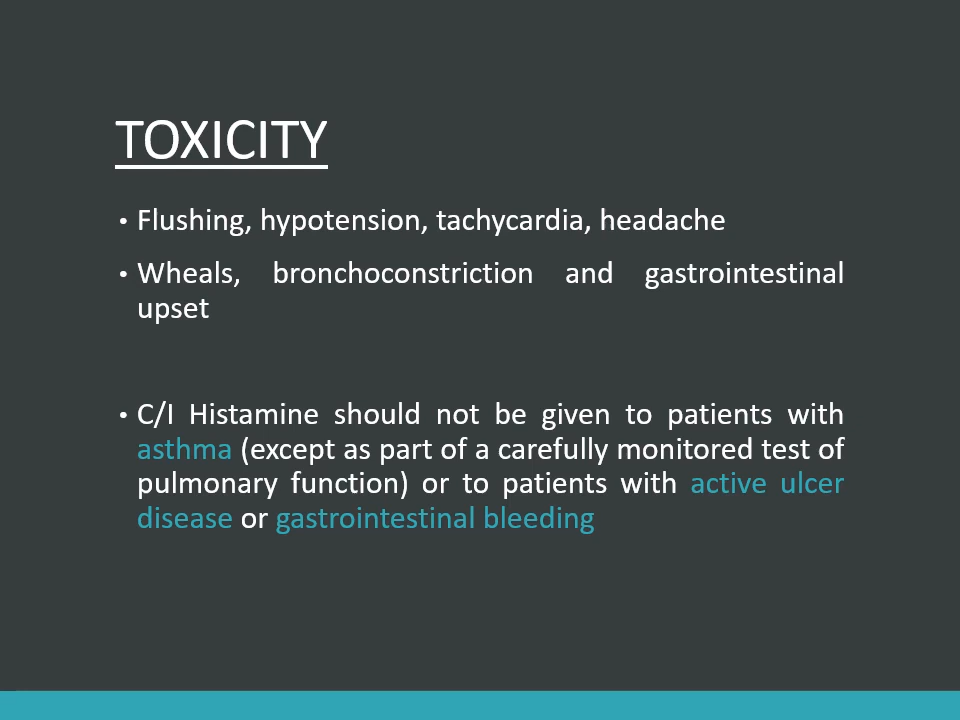 TOXICITY
• Flushing, hypotension, tachycardia, headache
• Wheals, bronchoconstriction and gastrointestinal
upset
• C/I Histamine should not be given to patients with
asthma (except as part of a carefully monitored test of
pulmonary function) or to patients with active ulcer
disease or gastrointestinal bleeding